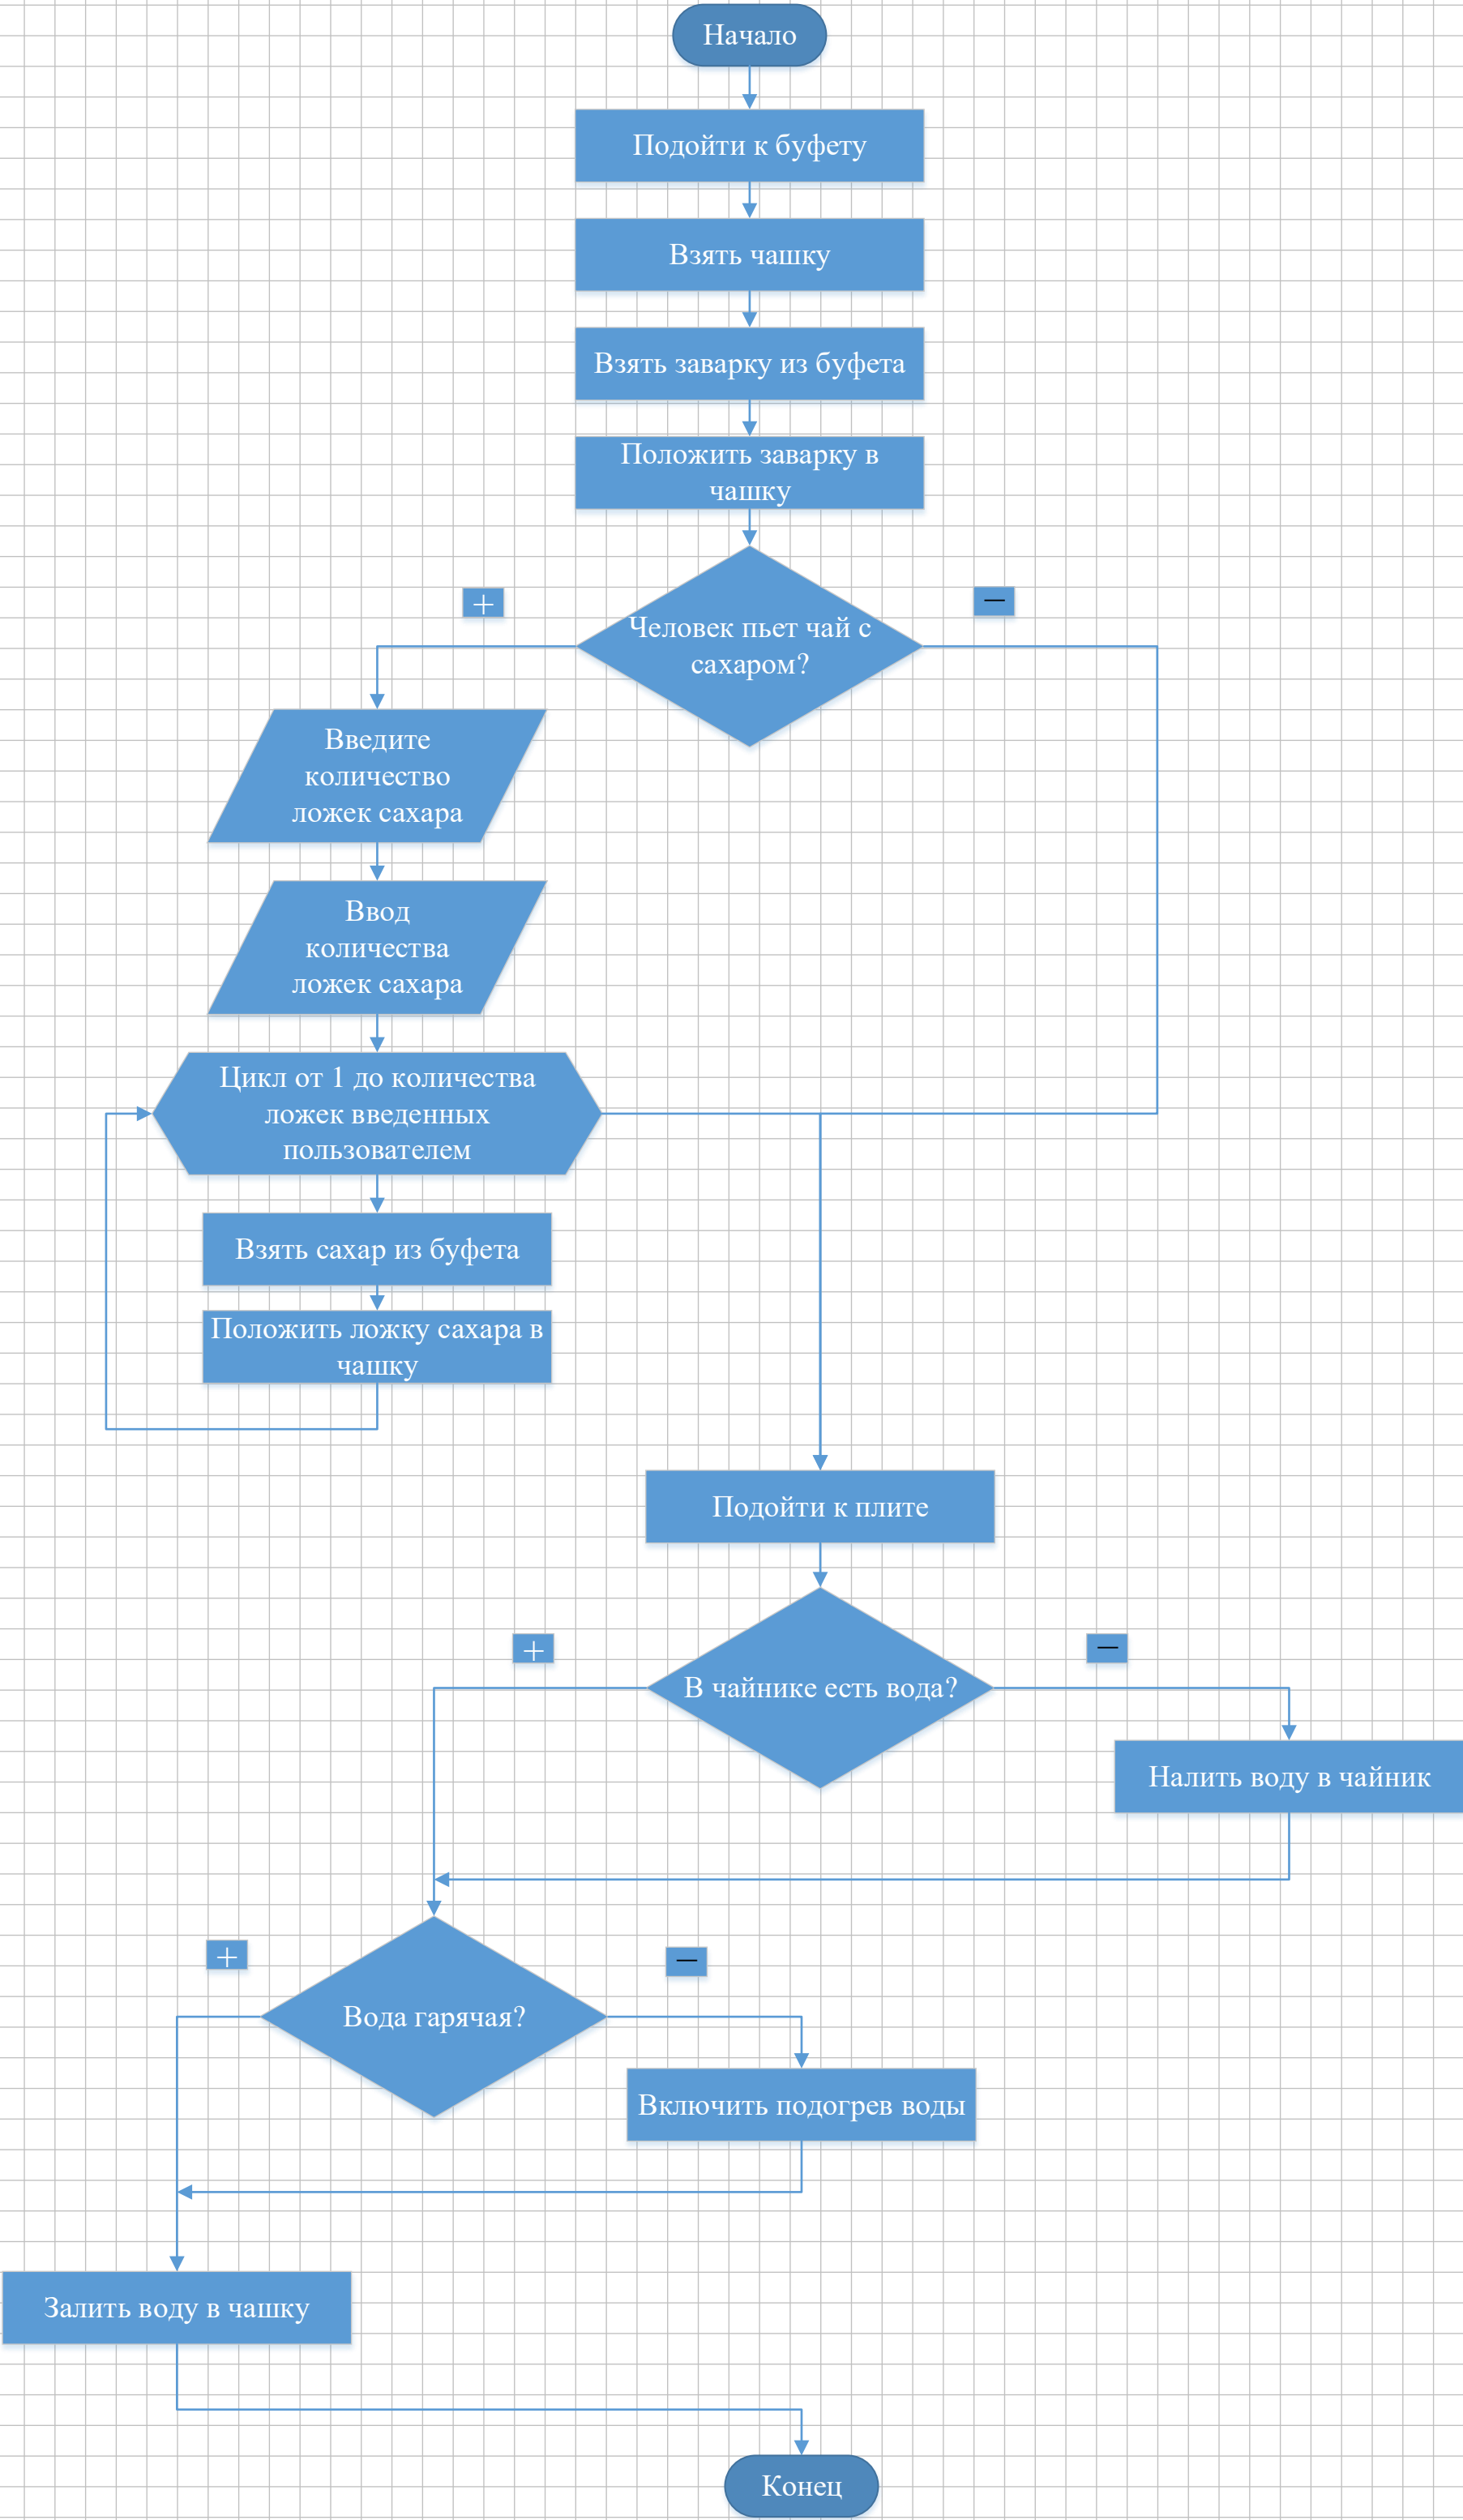 Начало
Подойти к буфету
Взять чашку
Взять заварку из буфета
Положить заварку в
чашку
+
—
Человек пьет чай с
сахаром?
Введите
количество
ложек сахара
Ввод
количества
ложек сахара
Цикл от 1 до количества
ложек введенных
пользователем
Взять сахар из буфета
Положить ложку сахара в
чашку
Подойти к плите
+
—
В чайнике есть вода?
Налить воду в чайник
+
—
Вода гарячая?
Включить подогрев воды
Залить воду в чашку
Конец